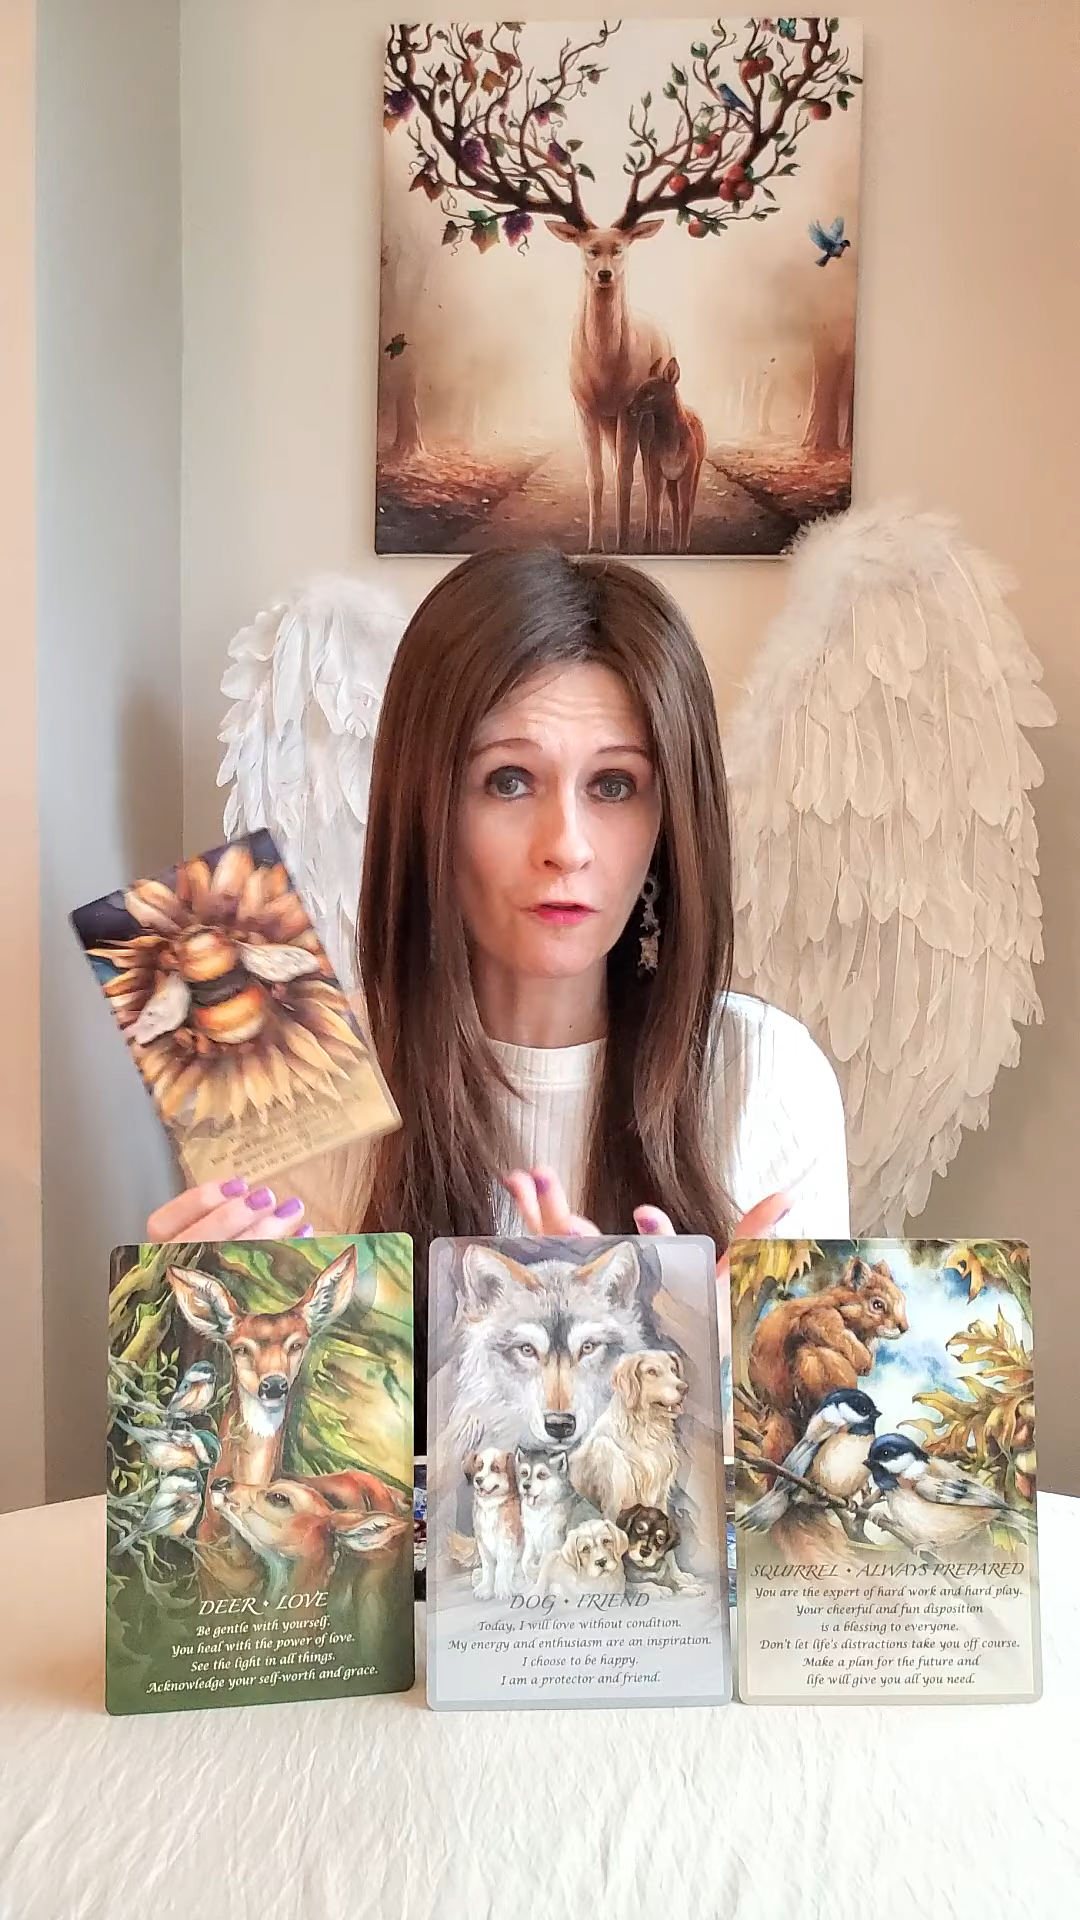 DEER • LOVE
Be gentle with yourself.
You heal with the power of love.
See the light in all things.
Acknowledge your self-worth and grace.
DOG • FRIEND
Today, I will love without condition.
My energy and enthusiasm are an inspiration.
I choose to be happy.
I am a protector and friend.
SQUIRREL • ALWAYS PREPARED
You are the expert of hard work and hard play.
Your cheerful and fun disposition
is a blessing to everyone.
Don't let life's distractions take you off course.
Make a plan for the future and
life will give you all you need.